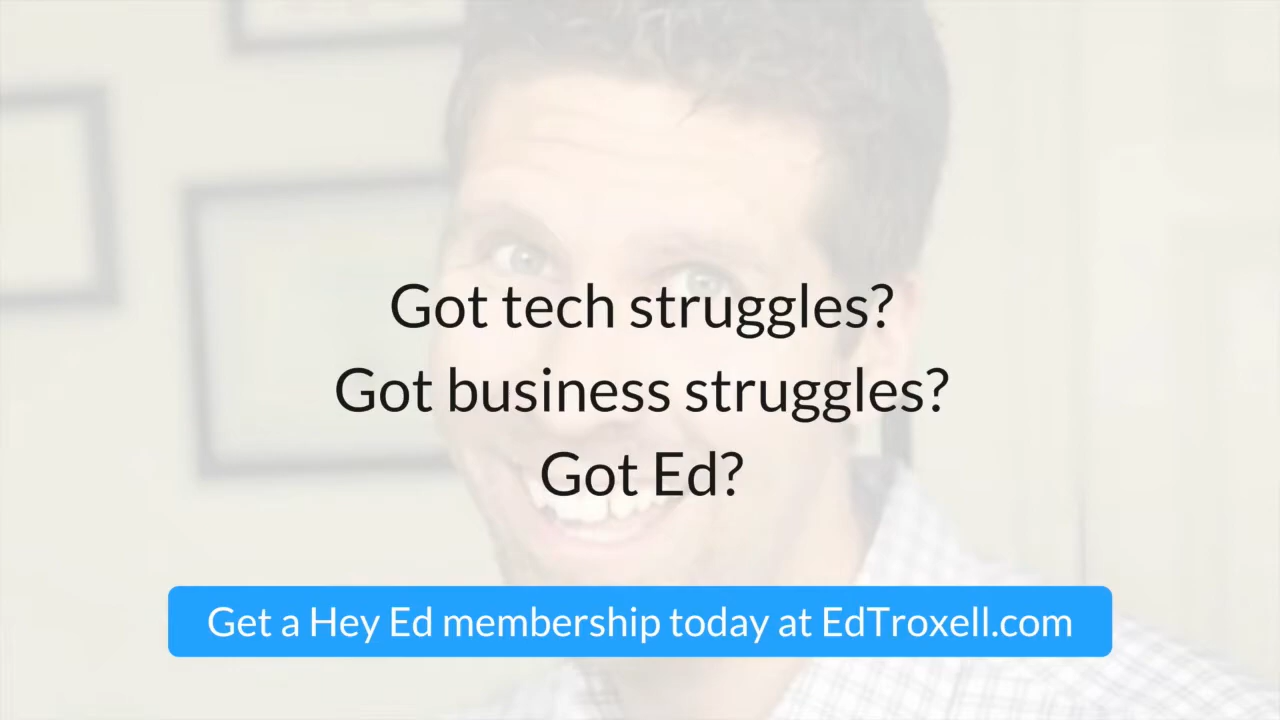 Got tech struggles?
Got business struggles?
Got Ed?
Get a Hey Ed membership today at EdTroxell.com